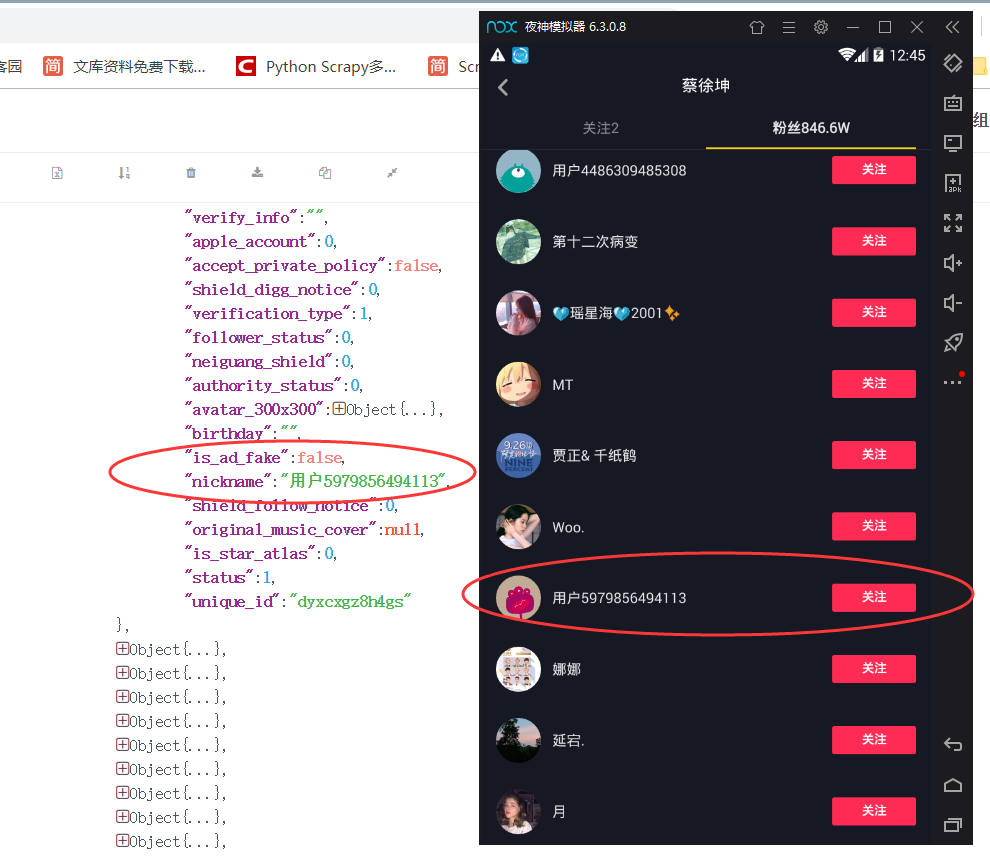 客园
简 文库资料免费下载...
C Python Scrapy多...
简 Scr
组
"verify_info":"",
"apple_account":0,
"accept_private_policy":false,
"shield_digg_notice":0,
"verification_type":1,
"follower_status":0,
"neiguang_shield":0,
"authority_status":0,
"avatar_300x300":Object{...},
"birthday":"",
"is_ad_fake":false,
"nickname":"用户5979856494113",
"shield_follow_notice":0,
"original_music_cover":null,
"is_star_atlas":0,
"status":1,
"unique_id":"dyxcxgz8h4gs"
},
Object{...},
Object{...},
Object{...},
Object{...},
Object{...},
Object{...},
Object{...},
Object{...},
Object{...},
nox 夜神模拟器 6.3.0.8
12:45
蔡徐坤
关注2
粉丝846.6W
用户4486309485308 关注
第十二次病变 关注
💙瑶星海💙2001✨ 关注
MT 关注
9.26
NINE
PERCENT
贾正& 千纸鹤 关注
Woo. 关注
用户5979856494113 关注
娜娜 关注
延宕. 关注
月 关注